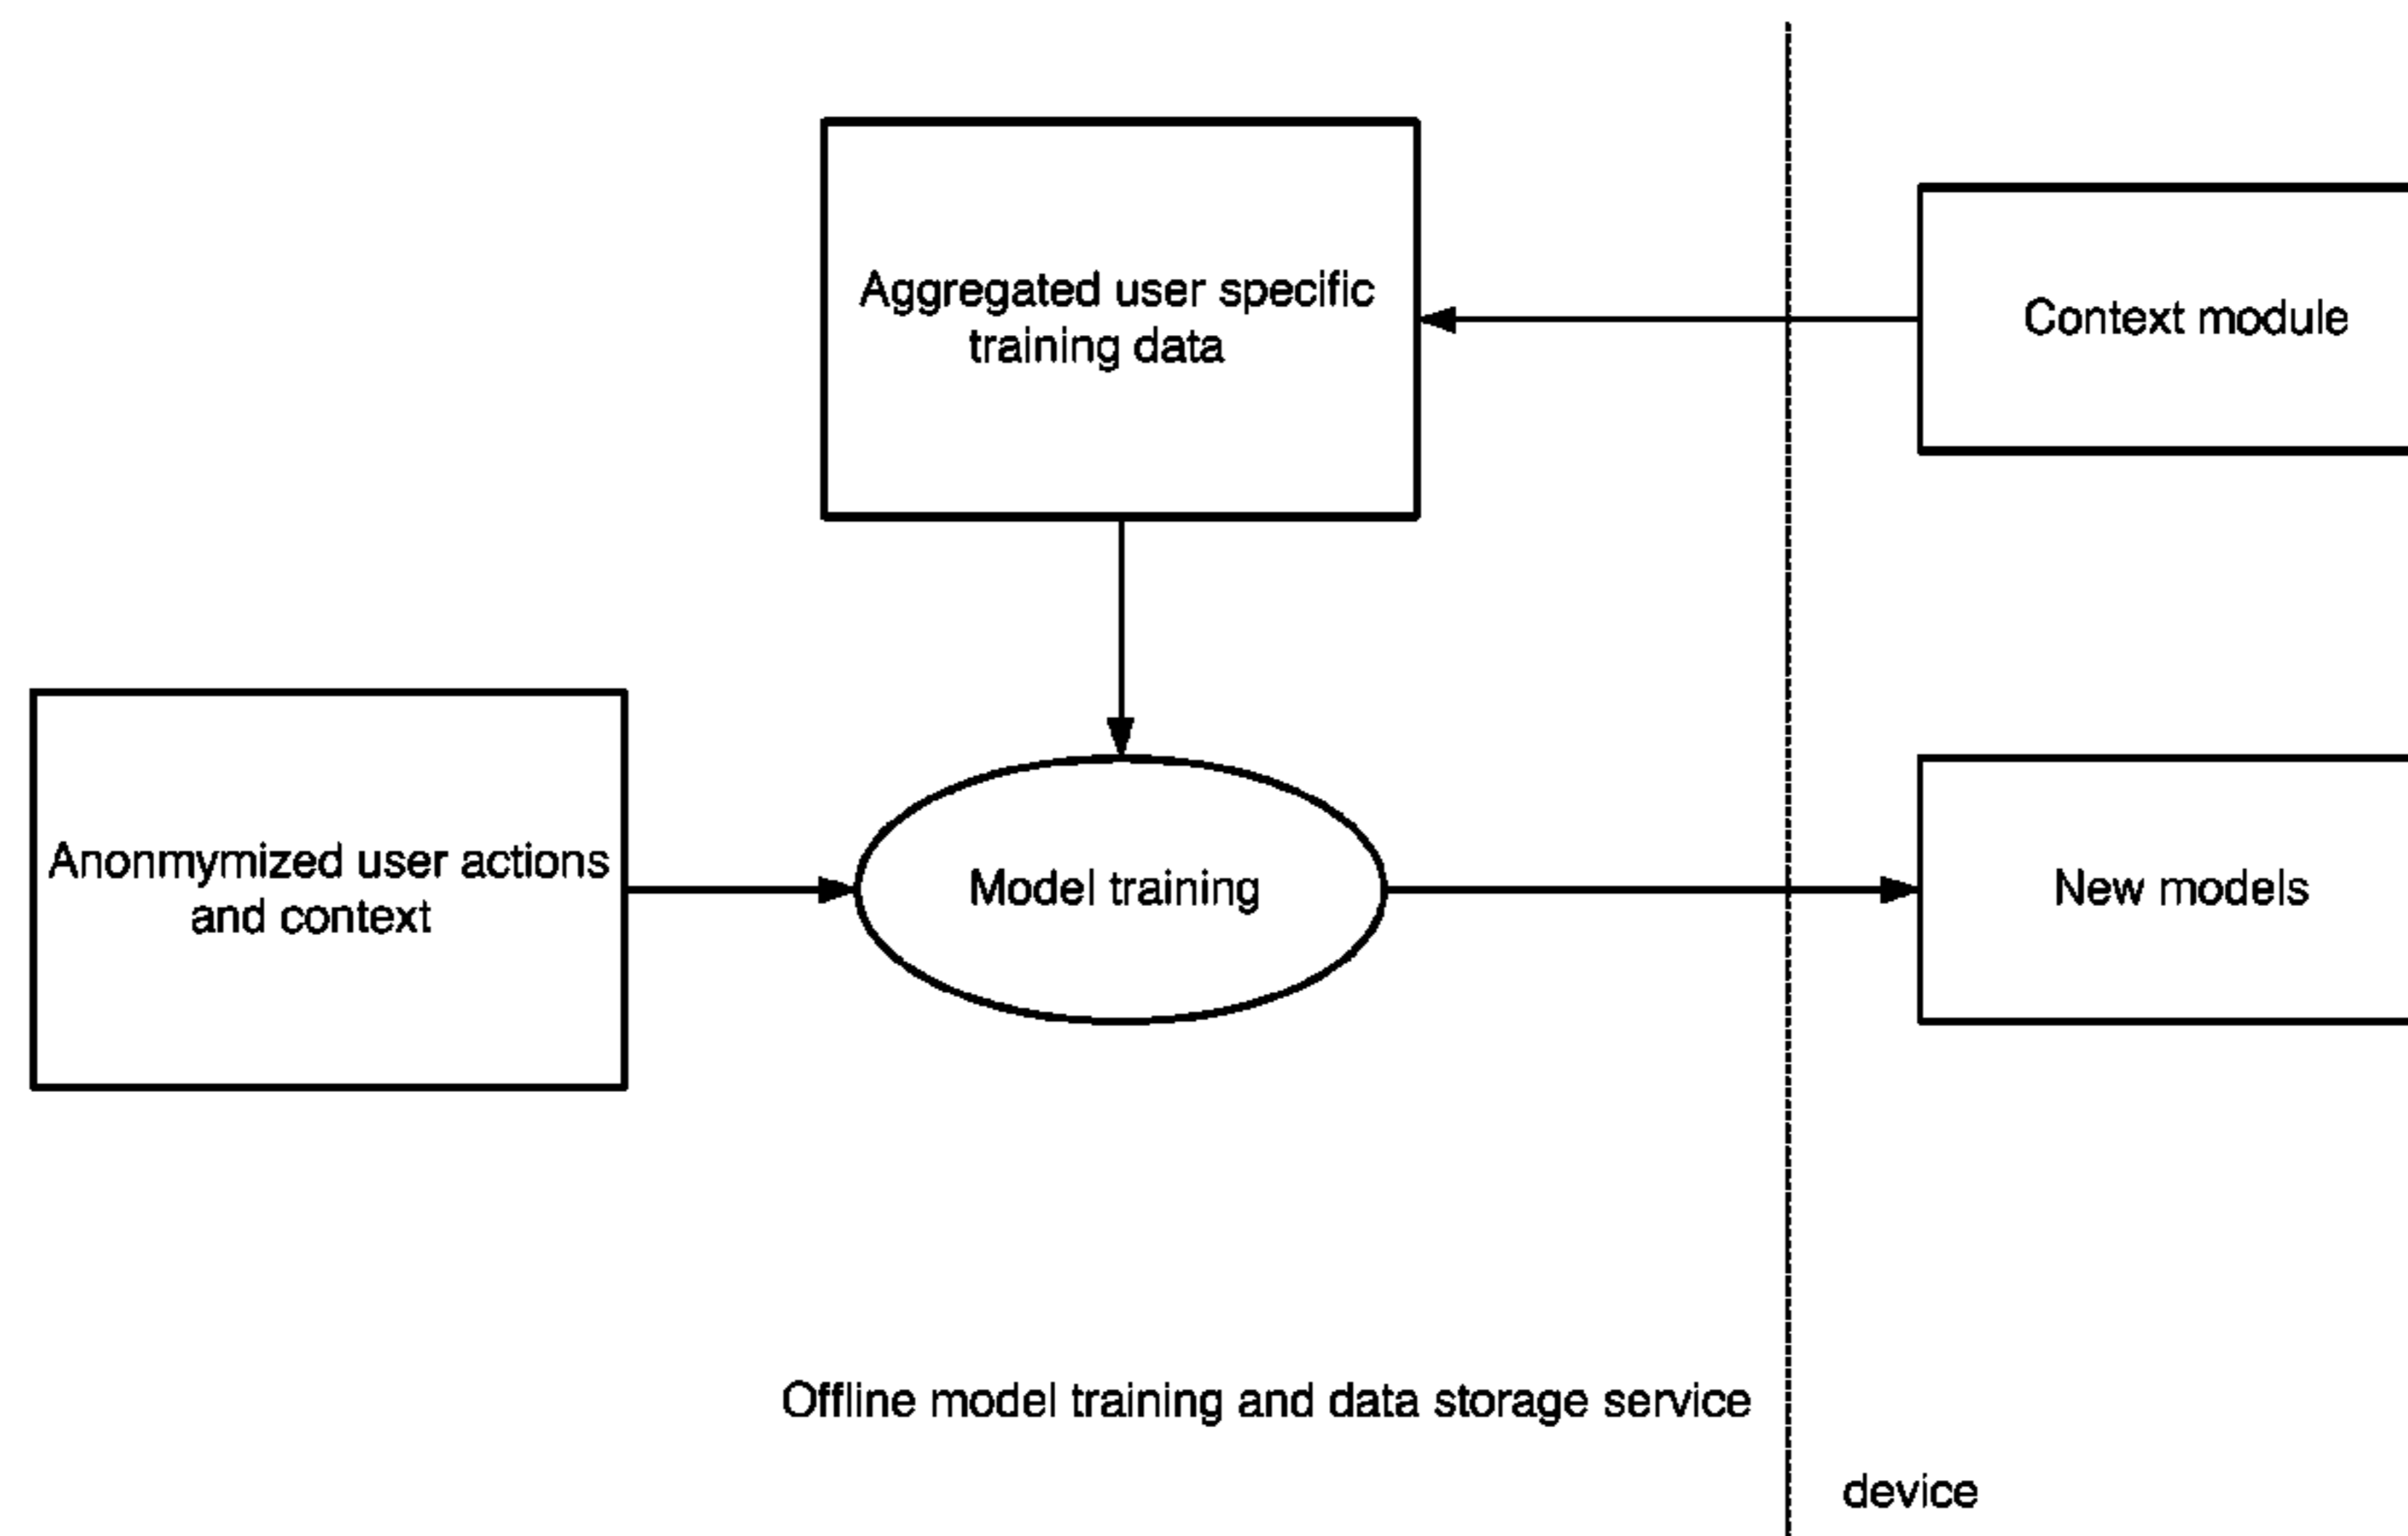 Aggregated user specific
training data
Context module
Anonmymized user actions
and context
Model training
New models
Offline model training and data storage service
device